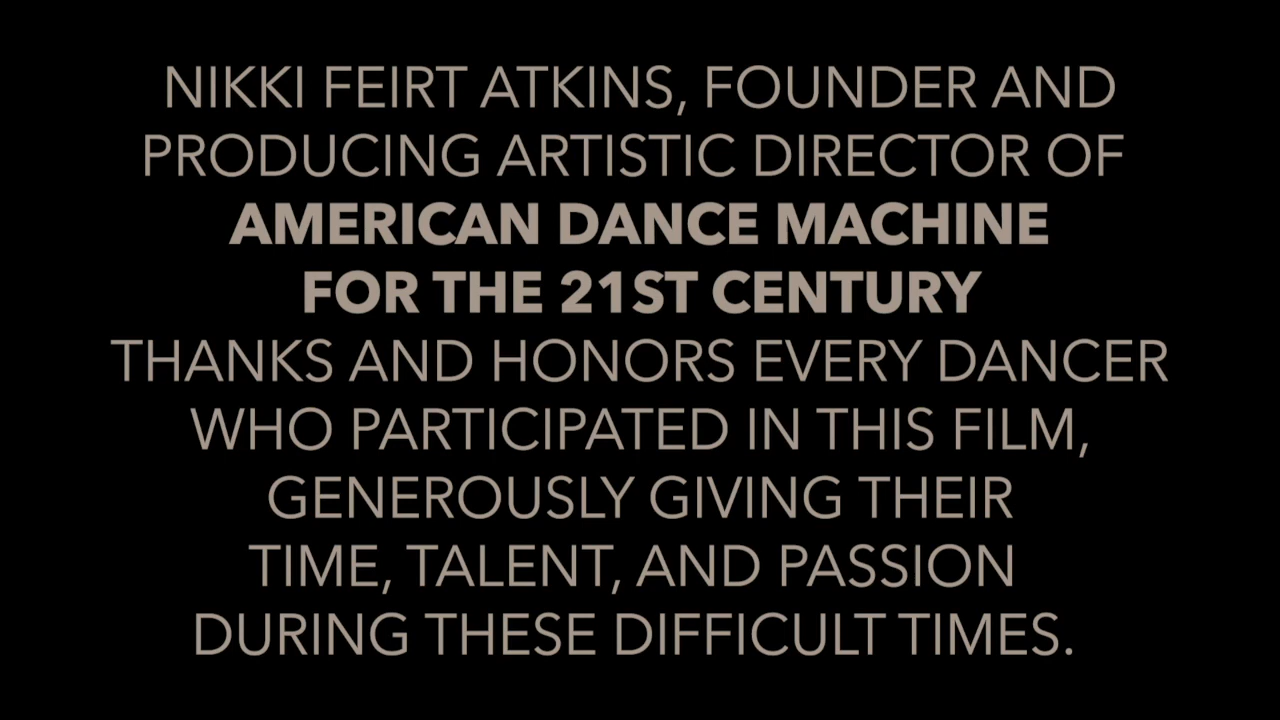 NIKKI FEIRT ATKINS, FOUNDER AND
PRODUCING ARTISTIC DIRECTOR OF
AMERICAN DANCE MACHINE
FOR THE 21ST CENTURY
THANKS AND HONORS EVERY DANCER
WHO PARTICIPATED IN THIS FILM,
GENEROUSLY GIVING THEIR
TIME, TALENT, AND PASSION
DURING THESE DIFFICULT TIMES.